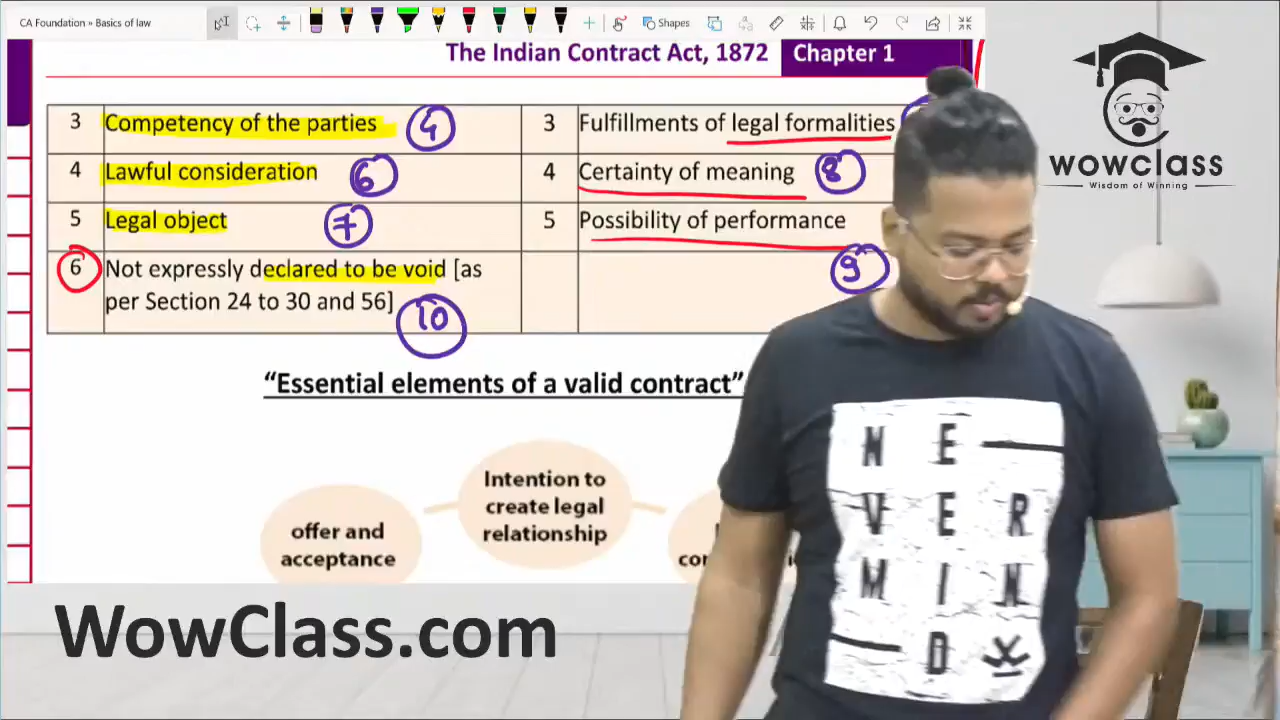 CA Foundation » Basics of law
Shapes
The Indian Contract Act, 1872
Chapter 1
3 Competency of the parties 4
3 Fulfillments of legal formalities
4 Lawful consideration 6
4 Certainty of meaning 8
5 Legal object 7
5 Possibility of performance
9
6 Not expressly declared to be void [as
per Section 24 to 30 and 56]
10
“Essential elements of a valid contract”
Intention to
create legal
relationship
offer and
acceptance
WowClass.com
wowclass
Wisdom of Winning
N E
V E R
M I N
D